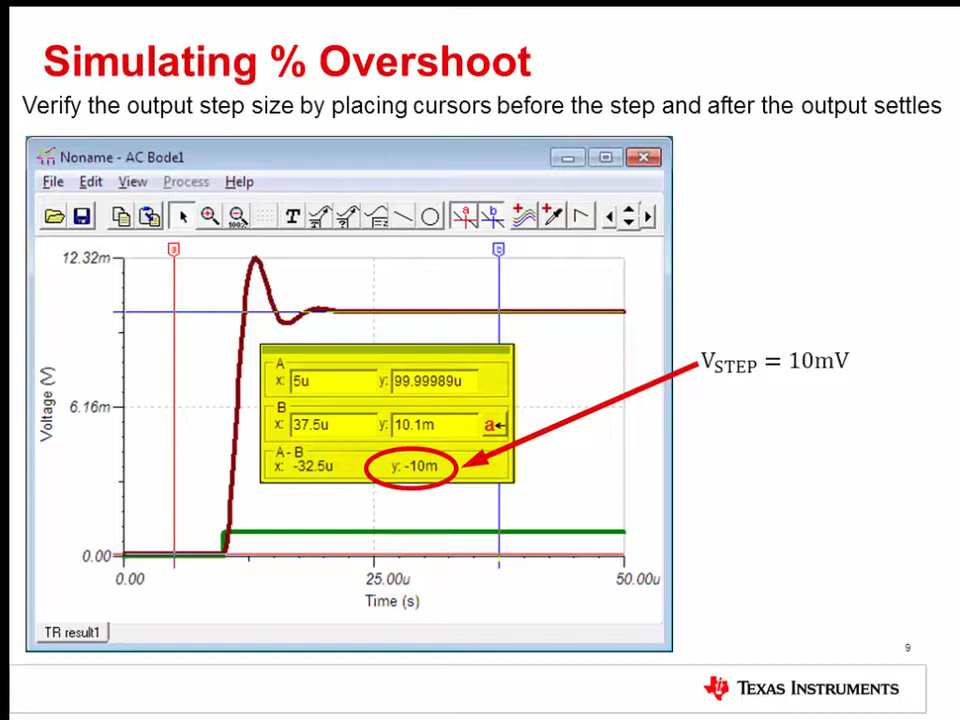 Simulating % Overshoot
Verify the output step size by placing cursors before the step and after the output settles
Noname - AC Bode1
File Edit View Process Help
T
100%
a b
a b
12.32m
6.16m
0.00
Voltage (V)
A
x: 5u y: 99.99989u
B
x: 37.5u y: 10.1m a
A - B
x: -32.5u y: -10m
VSTEP = 10mV
0.00 25.00u 50.00u
Time (s)
TR result1
9
TEXAS INSTRUMENTS